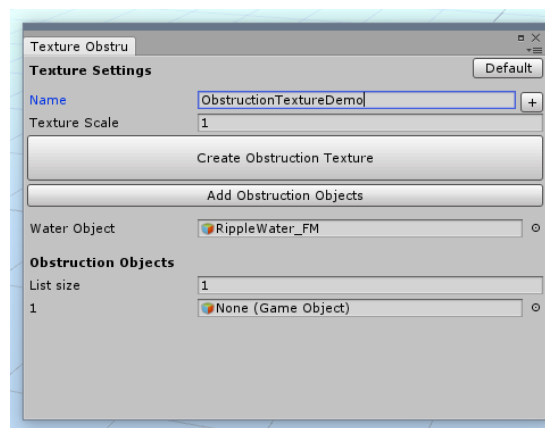 Texture Obstru
Texture Settings Default
Name ObstructionTextureDemo +
Texture Scale 1
Create Obstruction Texture
Add Obstruction Objects
Water Object RippleWater_FM
Obstruction Objects
List size 1
1 None (Game Object)